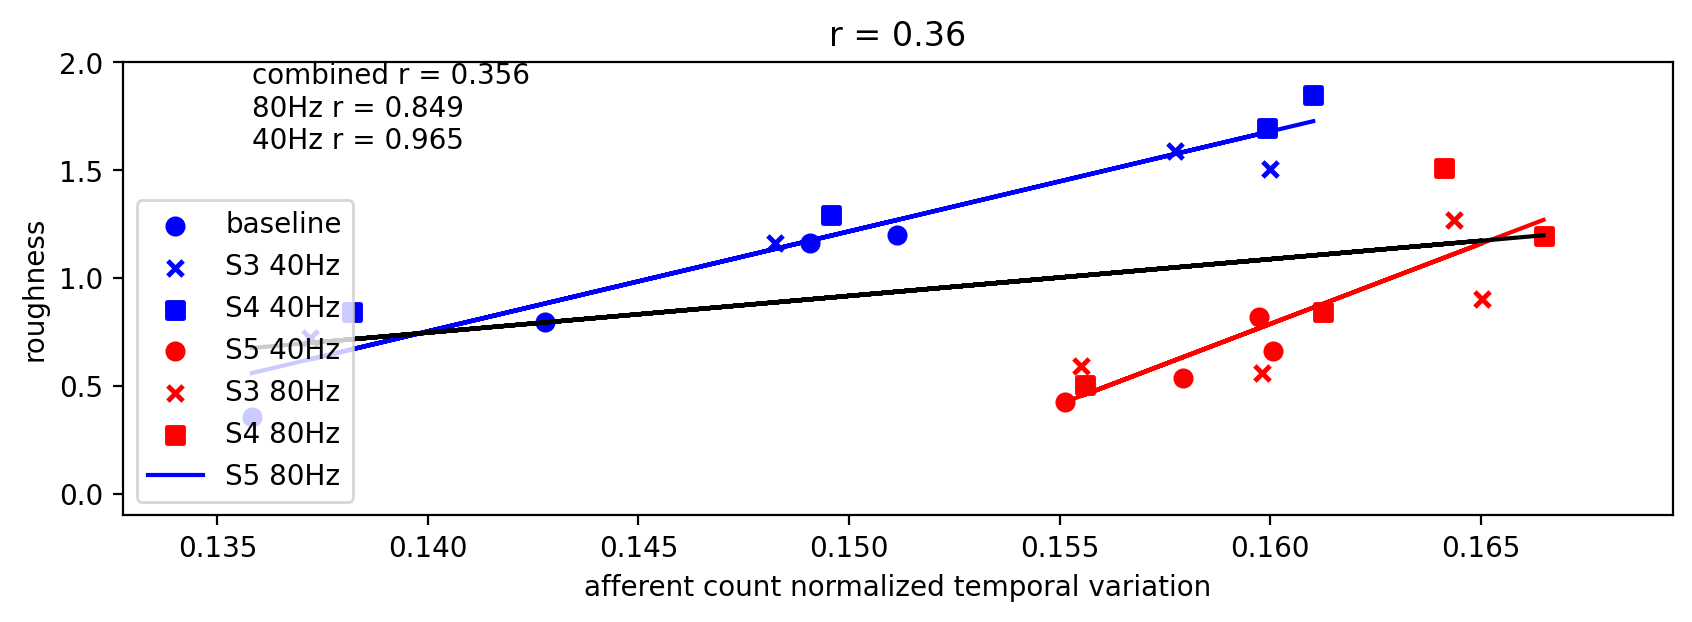 r = 0.36
combined r = 0.356
80Hz r = 0.849
40Hz r = 0.965
2.0
1.5
1.0
0.5
0.0
roughness
baseline
S3 40Hz
S4 40Hz
S5 40Hz
S3 80Hz
S4 80Hz
S5 80Hz
0.135 0.140 0.145 0.150 0.155 0.160 0.165
afferent count normalized temporal variation